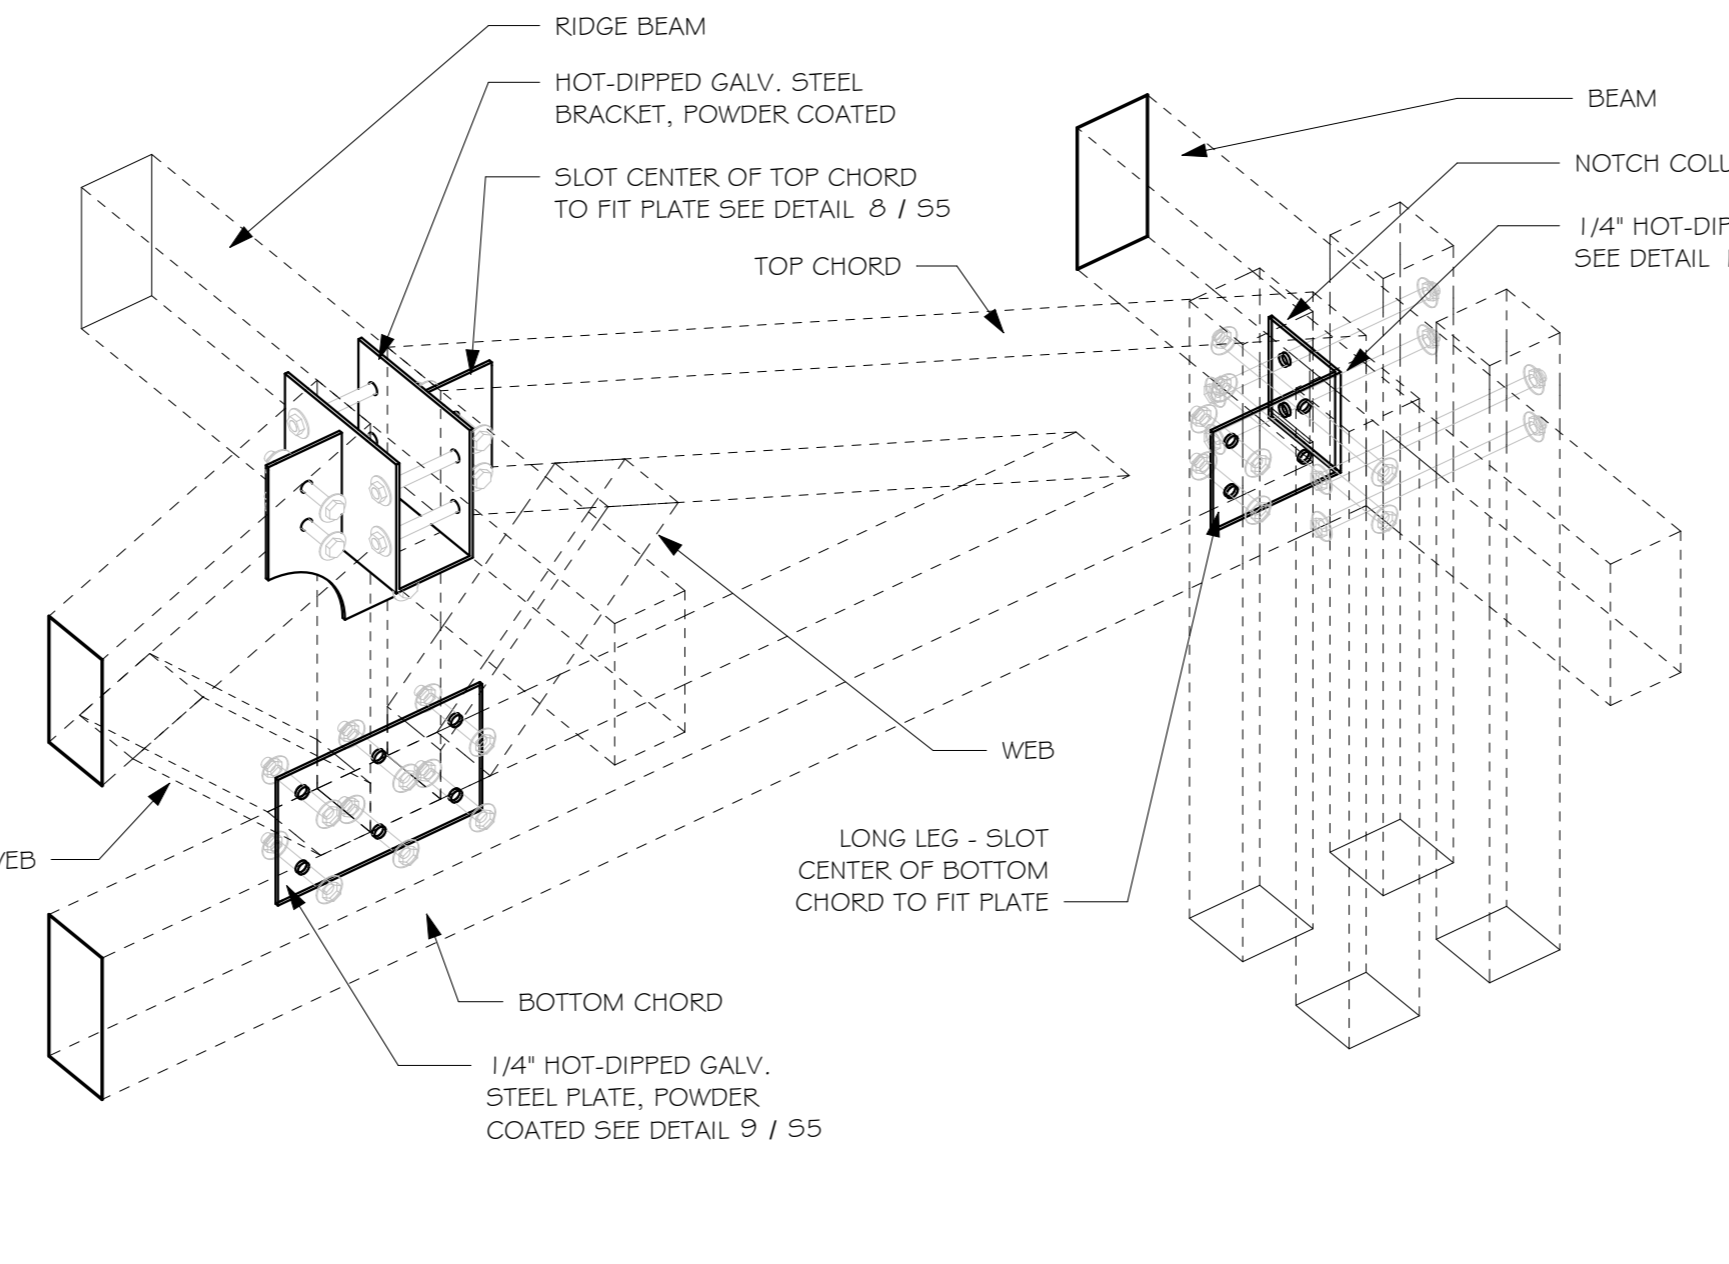 RIDGE BEAM
HOT-DIPPED GALV. STEEL
BRACKET, POWDER COATED
SLOT CENTER OF TOP CHORD
TO FIT PLATE SEE DETAIL 8 / S5
TOP CHORD
BEAM
NOTCH COLU
1/4" HOT-DIP
SEE DETAIL
WEB
EB
LONG LEG - SLOT
CENTER OF BOTTOM
CHORD TO FIT PLATE
BOTTOM CHORD
1/4" HOT-DIPPED GALV.
STEEL PLATE, POWDER
COATED SEE DETAIL 9 / S5